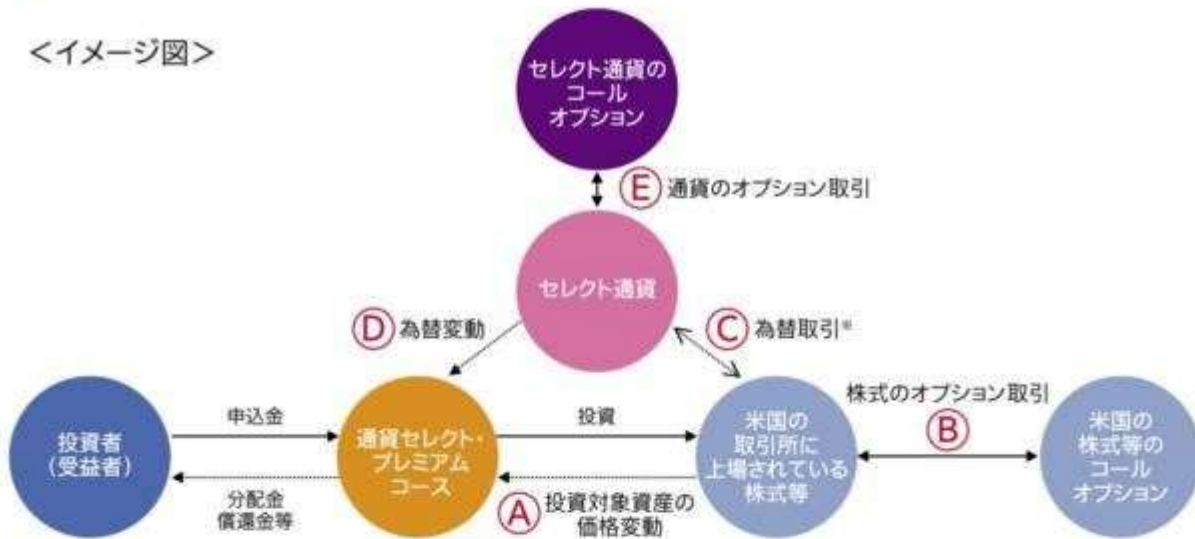 <イメージ図>
セレクト通貨の
コール
オプション
Ⓔ 通貨のオプション取引
セレクト通貨
Ⓓ 為替変動
Ⓒ 為替取引※
投資者
(受益者)
申込金
分配金
償還金等
通貨セレクト・
プレミアム
コース
投資
Ⓐ 投資対象資産の
価格変動
米国の
取引所に
上場されている
株式等
株式のオプション取引
Ⓑ
米国の
株式等の
コール
オプション